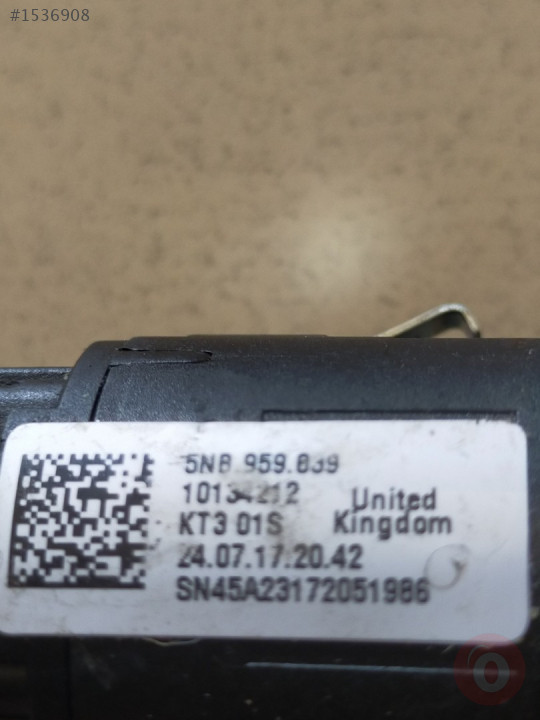 #1536908
5NB.959.839
10134212
KT3 01S
United
Kingdom
24.07.17.20.42
SN45A23172051986